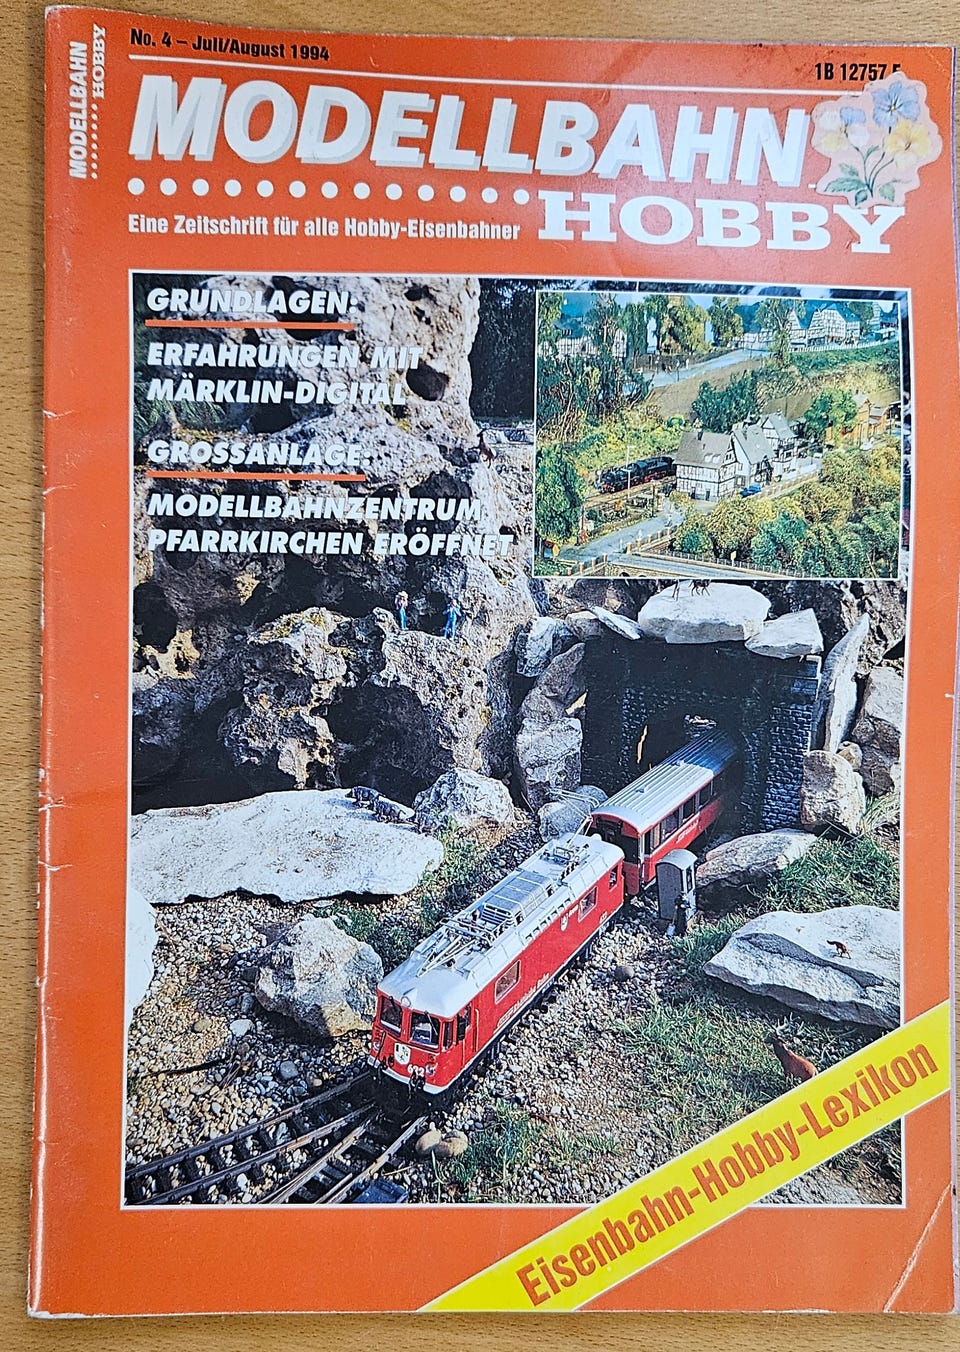 No. 4 – Juli/August 1994
1B 12757 F
MODELLBAHN
HOBBY
MODELLBAHN
HOBBY
Eine Zeitschrift für alle Hobby-Eisenbahner
GRUNDLAGEN:
ERFAHRUNGEN MIT
MÄRKLIN-DIGITAL
GROSSANLAGE:
MODELLBAHNZENTRUM
PFARRKIRCHEN ERÖFFNET
Eisenbahn-Hobby-Lexikon